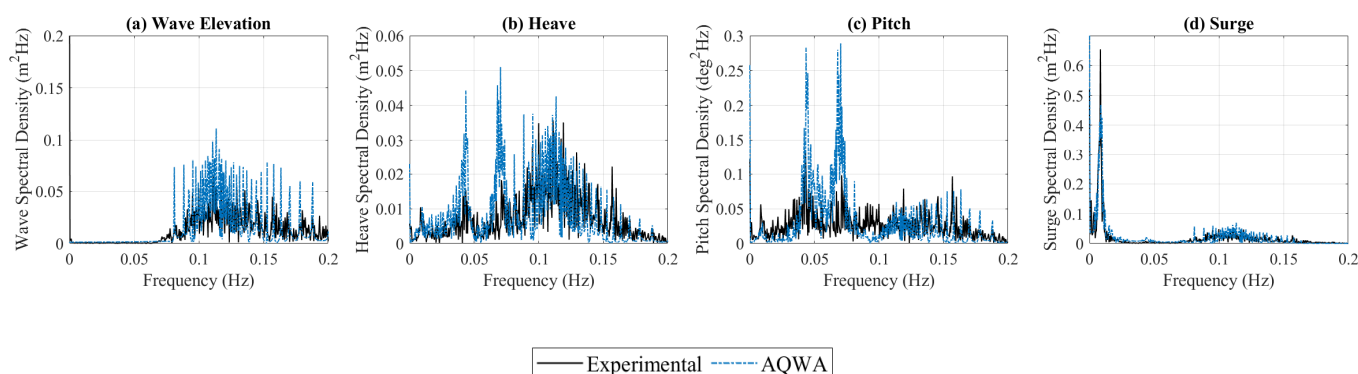 (a) Wave Elevation
Wave Spectral Density (m²Hz)
0.2
0.15
0.1
0.05
0
0 0.05 0.1 0.15 0.2
Frequency (Hz)
(b) Heave
Heave Spectral Density (m²Hz)
0.06
0.05
0.04
0.03
0.02
0.01
0
0 0.05 0.1 0.15 0.2
Frequency (Hz)
(c) Pitch
Pitch Spectral Density (deg²Hz)
0.3
0.25
0.2
0.15
0.1
0.05
0
0 0.05 0.1 0.15 0.2
Frequency (Hz)
(d) Surge
Surge Spectral Density (m²Hz)
0.6
0.5
0.4
0.3
0.2
0.1
0
0 0.05 0.1 0.15 0.2
Frequency (Hz)
Experimental AQWA